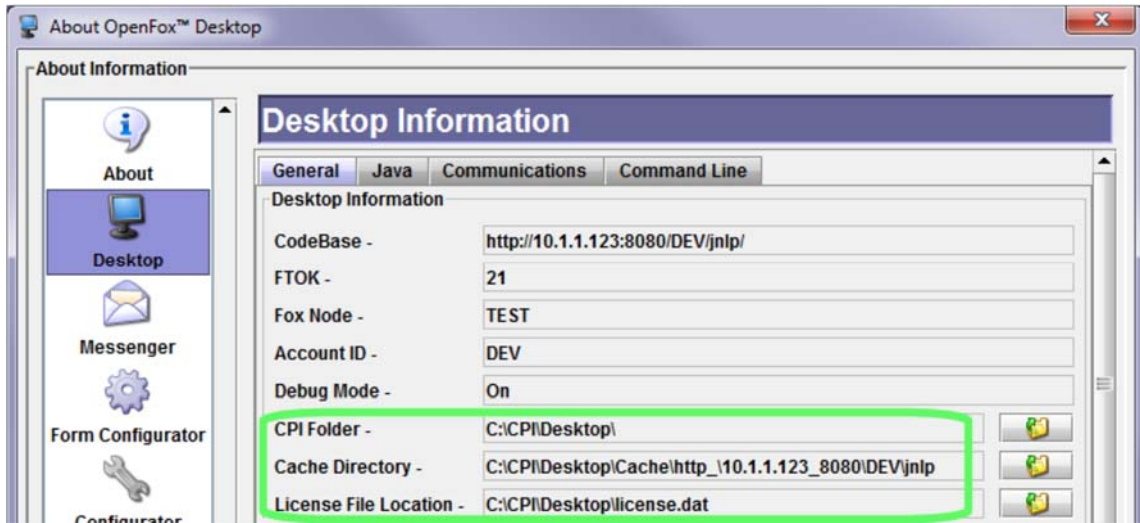 About OpenFox™ Desktop
About Information
About
Desktop
Messenger
Form Configurator
Configurator
Desktop Information
General Java Communications Command Line
Desktop Information
CodeBase - http://10.1.1.123:8080/DEV/jnlp/
FTOK - 21
Fox Node - TEST
Account ID - DEV
Debug Mode - On
CPI Folder - C:\CPI\Desktop\
Cache Directory - C:\CPI\Desktop\Cache\http_\10.1.1.123_8080\DEV\jnlp
License File Location - C:\CPI\Desktop\license.dat